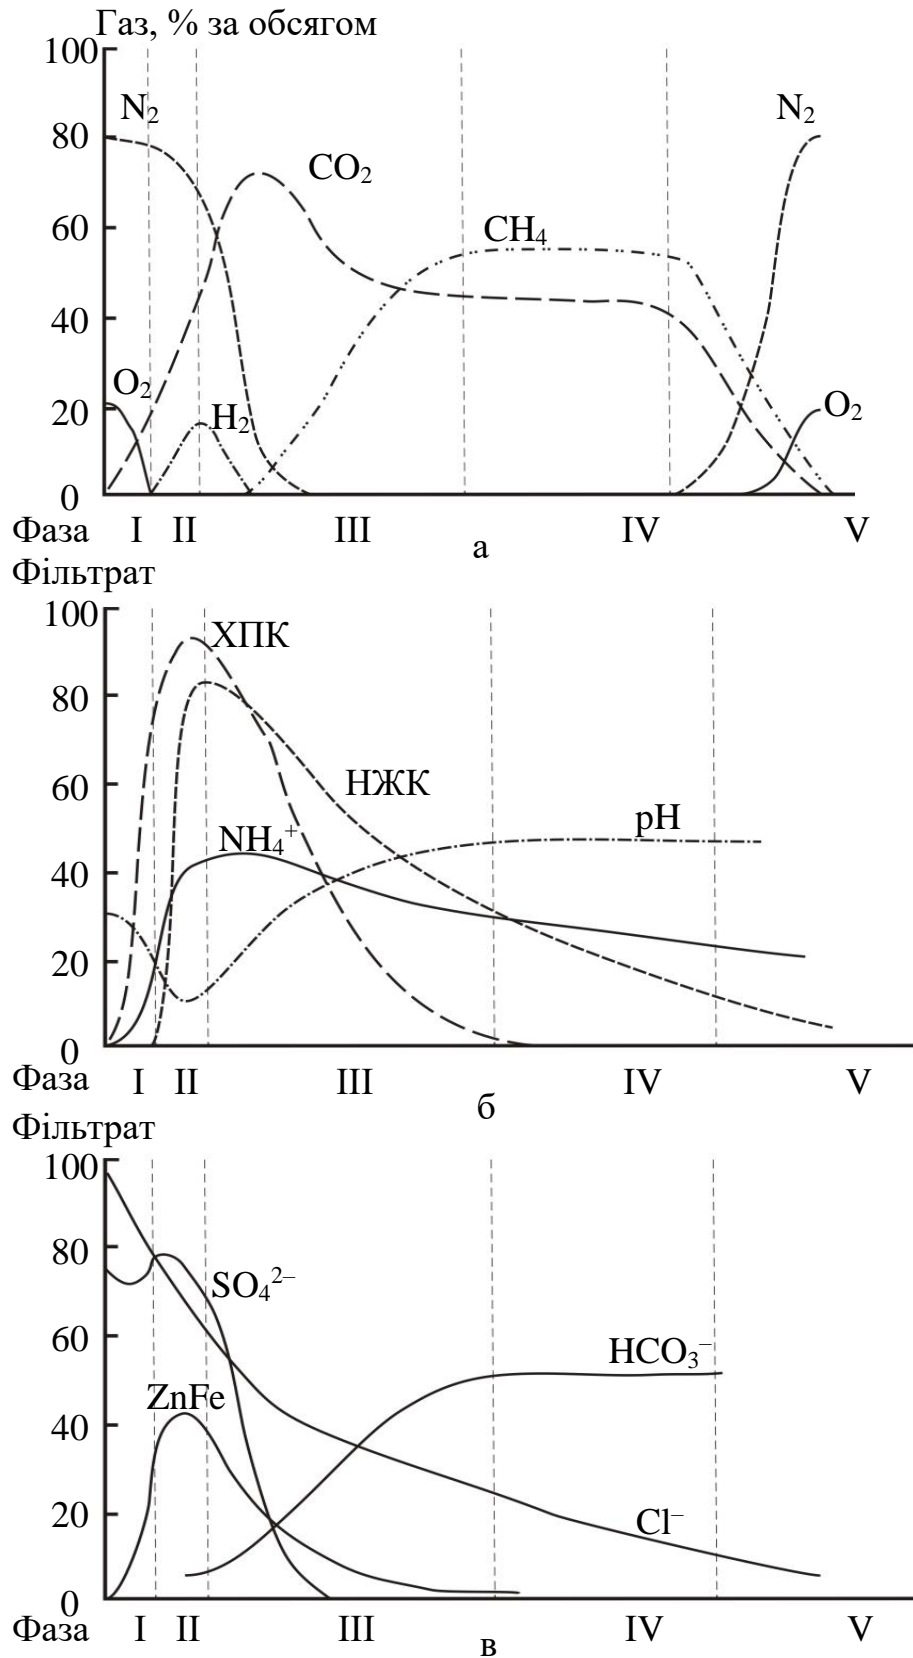 Газ, % за обсягом
100
N₂
N₂
80
CO₂
60
CH₄
40
O₂
H₂
O₂
20
0
Фаза I II III IV V
а
Фільтрат
100
ХПК
80
НЖК
60
pH
NH₄⁺
40
20
0
Фаза I II III IV V
б
Фільтрат
100
80
SO₄²⁻
60
HCO₃⁻
ZnFe
40
20
Cl⁻
0
Фаза I II III IV V
в